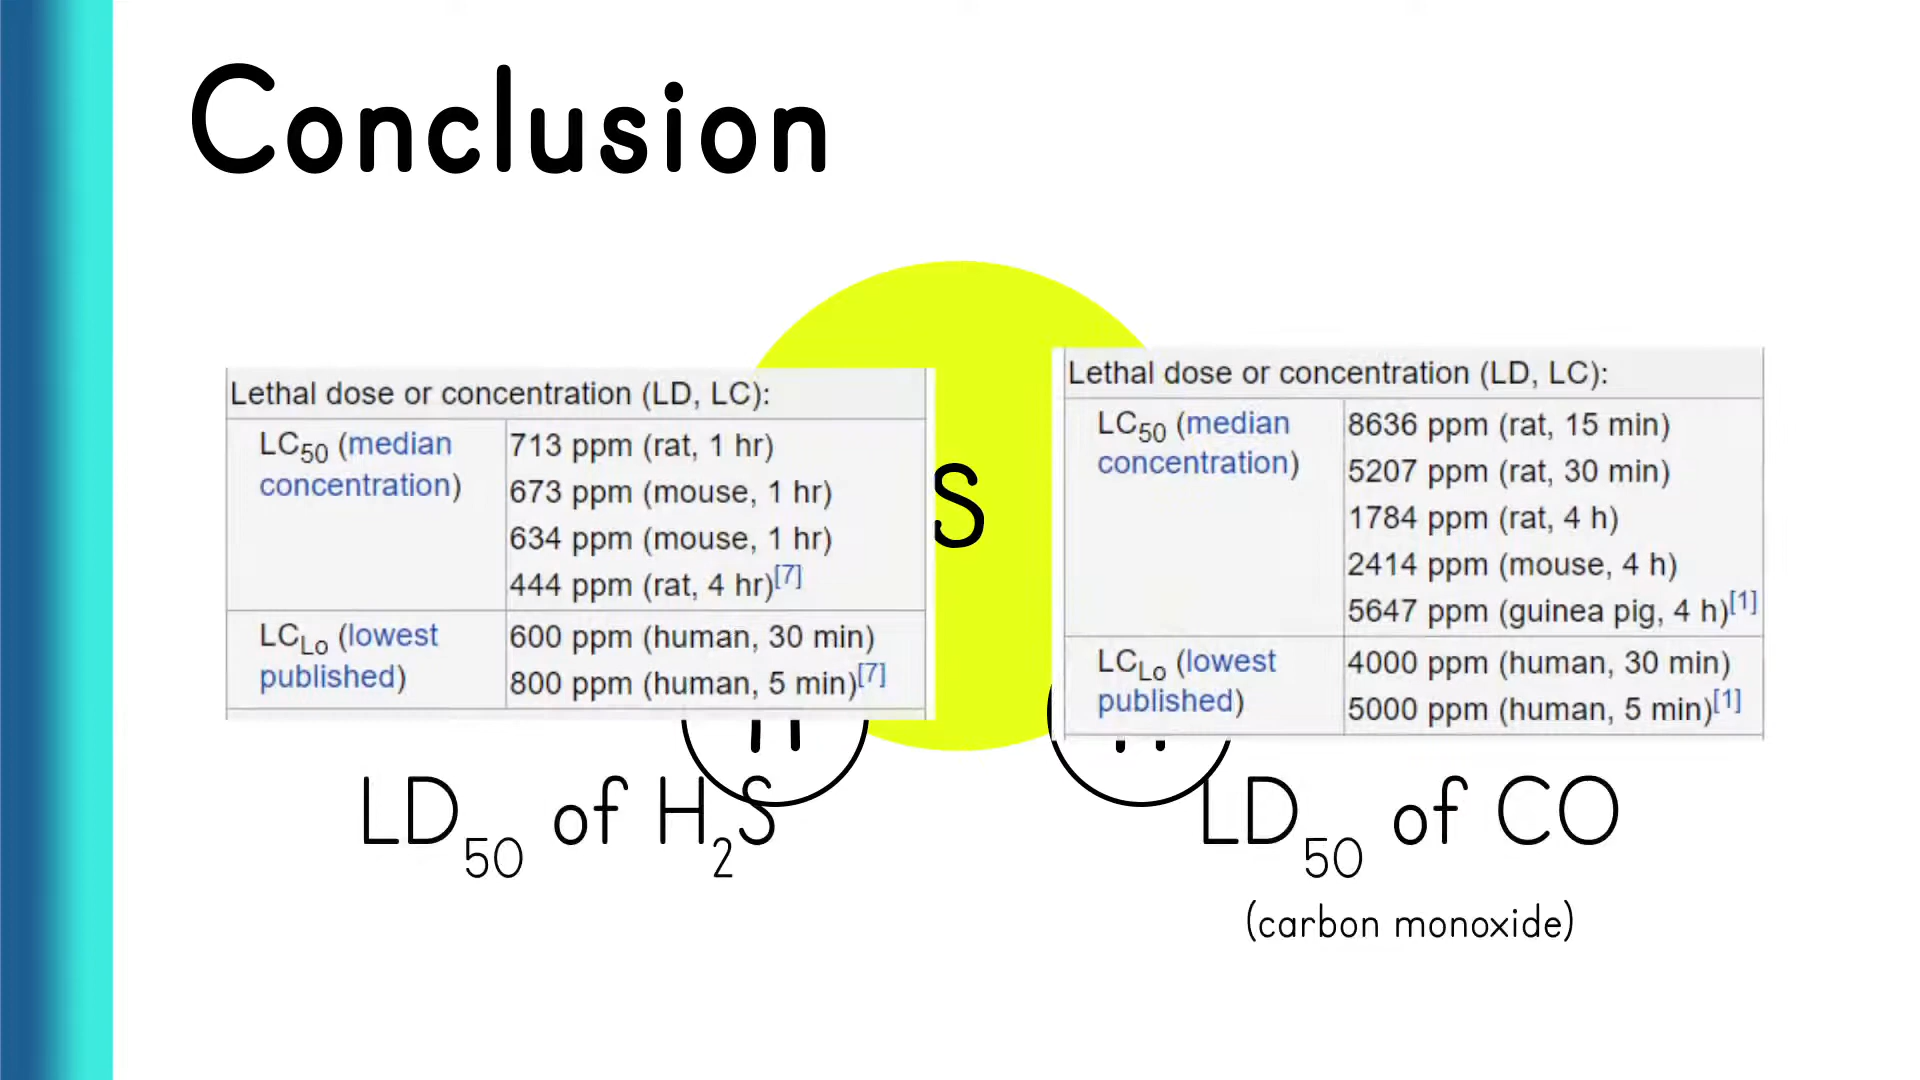 Conclusion
Lethal dose or concentration (LD, LC):
LC50 (median concentration)
713 ppm (rat, 1 hr)
673 ppm (mouse, 1 hr)
634 ppm (mouse, 1 hr)
444 ppm (rat, 4 hr)[7]
LCLo (lowest published)
600 ppm (human, 30 min)
800 ppm (human, 5 min)[7]
S
Lethal dose or concentration (LD, LC):
LC50 (median concentration)
8636 ppm (rat, 15 min)
5207 ppm (rat, 30 min)
1784 ppm (rat, 4 h)
2414 ppm (mouse, 4 h)
5647 ppm (guinea pig, 4 h)[1]
LCLo (lowest published)
4000 ppm (human, 30 min)
5000 ppm (human, 5 min)[1]
LD50 of H2S
LD50 of CO
(carbon monoxide)